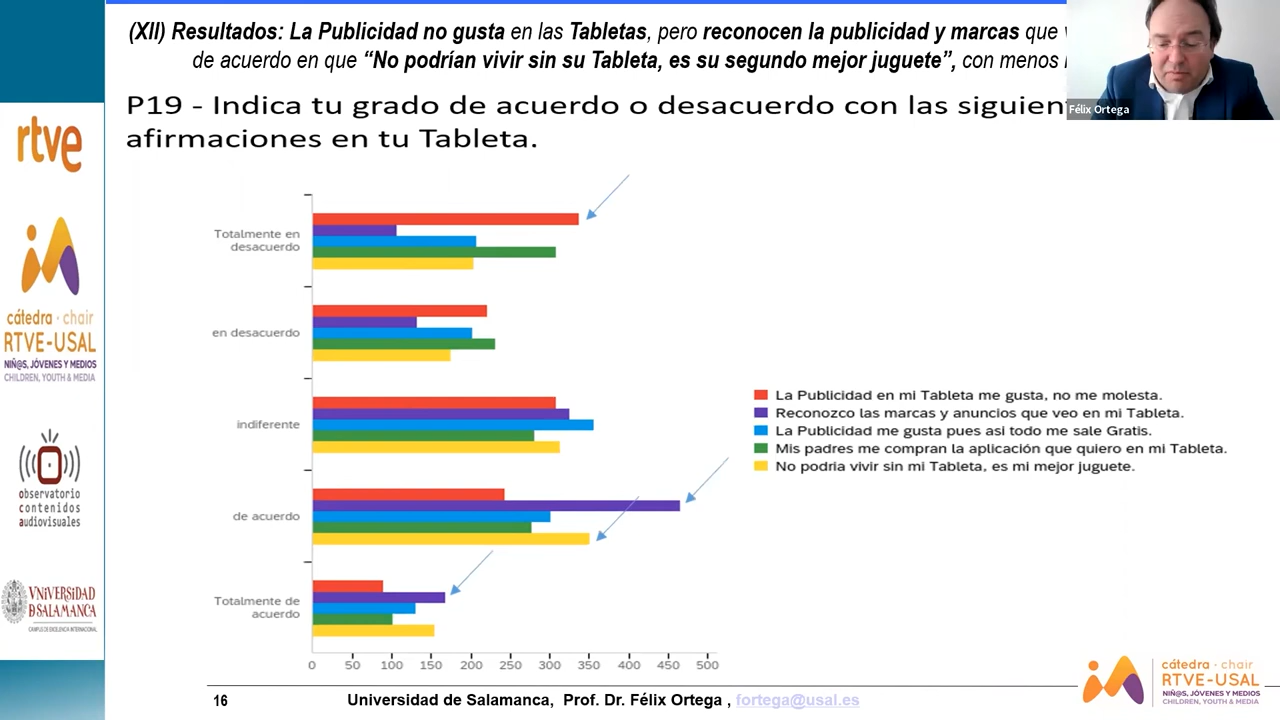 (XII) Resultados: La Publicidad no gusta en las Tabletas, pero reconocen la publicidad y marcas que
de acuerdo en que “No podrían vivir sin su Tableta, es su segundo mejor juguete”, con menos
Félix Ortega
P19 - Indica tu grado de acuerdo o desacuerdo con las siguien
afirmaciones en tu Tableta.
rtve
cátedra · chair
RTVE-USAL
NIÑ@S, JÓVENES Y MEDIOS
CHILDREN, YOUTH & MEDIA
observatorio
contenidos
audiovisuales
VNiVERSiDAD
D SALAMANCA
CAMPUS DE EXCELENCIA INTERNACIONAL
Totalmente en
desacuerdo
en desacuerdo
indiferente
de acuerdo
Totalmente de
acuerdo
0 50 100 150 200 250 300 350 400 450 500
La Publicidad en mi Tableta me gusta, no me molesta.
Reconozco las marcas y anuncios que veo en mi Tableta.
La Publicidad me gusta pues asi todo me sale Gratis.
Mis padres me compran la aplicación que quiero en mi Tableta.
No podria vivir sin mi Tableta, es mi mejor juguete.
16
Universidad de Salamanca, Prof. Dr. Félix Ortega , fortega@usal.es
cátedra · chair
RTVE-USAL
NIÑ@S, JÓVENES Y MEDIOS
CHILDREN, YOUTH & MEDIA